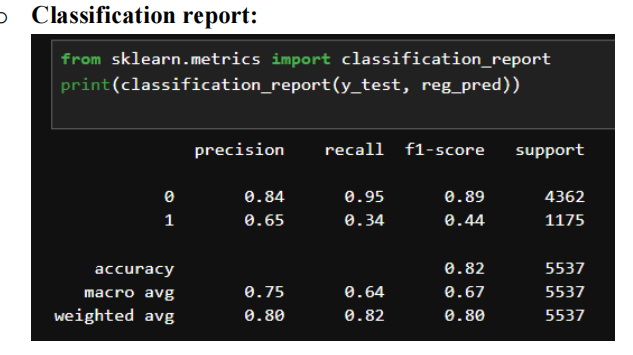 ○ Classification report:
from sklearn.metrics import classification_report
print(classification_report(y_test, reg_pred))
precision recall f1-score support
0 0.84 0.95 0.89 4362
1 0.65 0.34 0.44 1175
accuracy 0.82 5537
macro avg 0.75 0.64 0.67 5537
weighted avg 0.80 0.82 0.80 5537